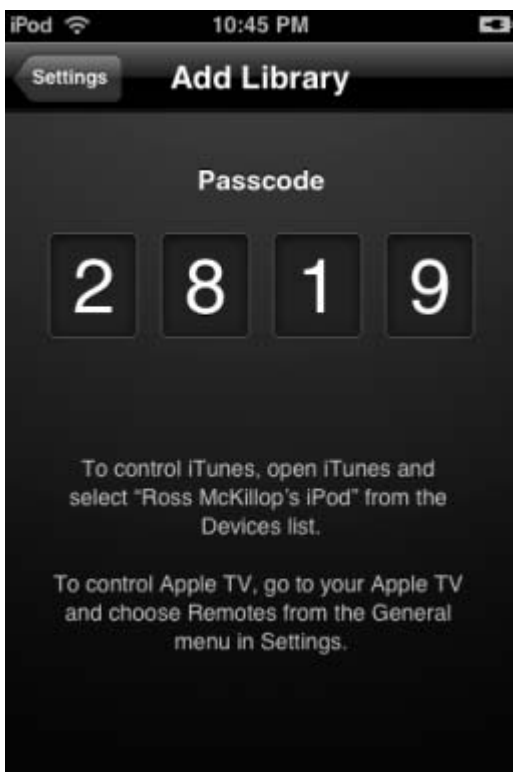 iPod 10:45 PM
Settings Add Library
Passcode
2 8 1 9
To control iTunes, open iTunes and
select “Ross McKillop’s iPod” from the
Devices list.
To control Apple TV, go to your Apple TV
and choose Remotes from the General
menu in Settings.